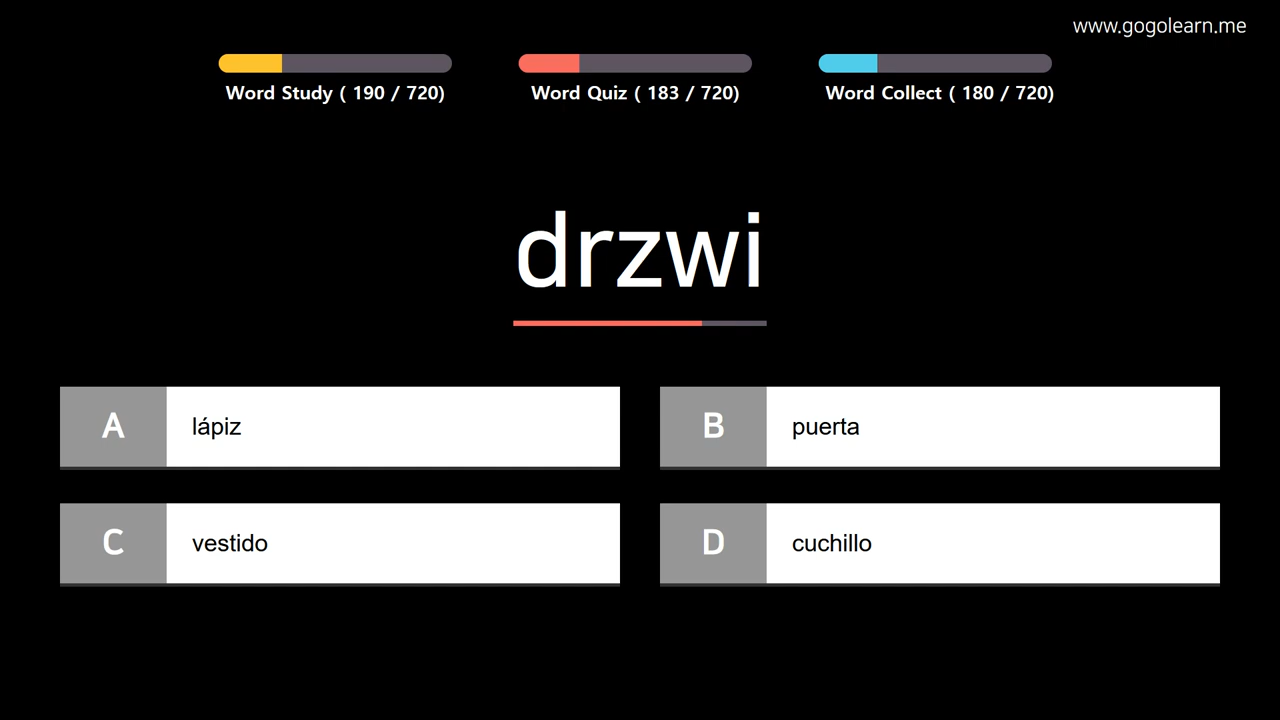 www.gogolearn.me
Word Study ( 190 / 720)
Word Quiz ( 183 / 720)
Word Collect ( 180 / 720)
drzwi
A lápiz
B puerta
C vestido
D cuchillo